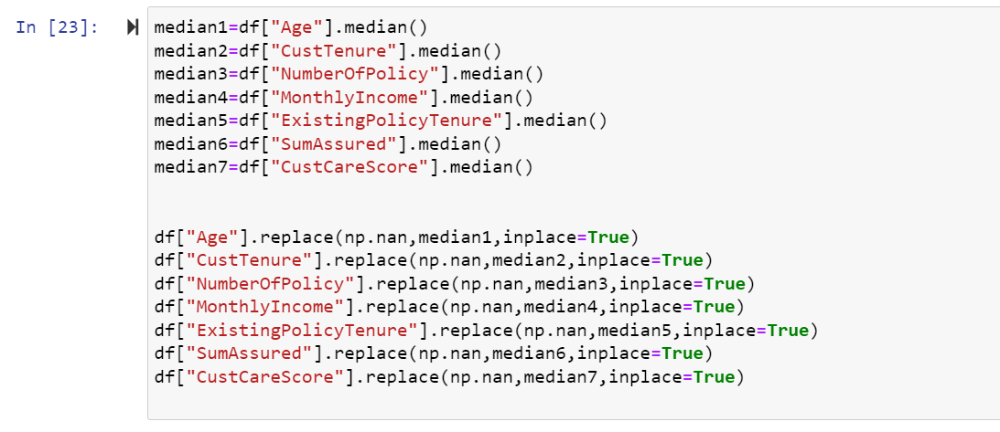 In [23]:
median1=df["Age"].median()
median2=df["CustTenure"].median()
median3=df["NumberOfPolicy"].median()
median4=df["MonthlyIncome"].median()
median5=df["ExistingPolicyTenure"].median()
median6=df["SumAssured"].median()
median7=df["CustCareScore"].median()
df["Age"].replace(np.nan,median1,inplace=True)
df["CustTenure"].replace(np.nan,median2,inplace=True)
df["NumberOfPolicy"].replace(np.nan,median3,inplace=True)
df["MonthlyIncome"].replace(np.nan,median4,inplace=True)
df["ExistingPolicyTenure"].replace(np.nan,median5,inplace=True)
df["SumAssured"].replace(np.nan,median6,inplace=True)
df["CustCareScore"].replace(np.nan,median7,inplace=True)